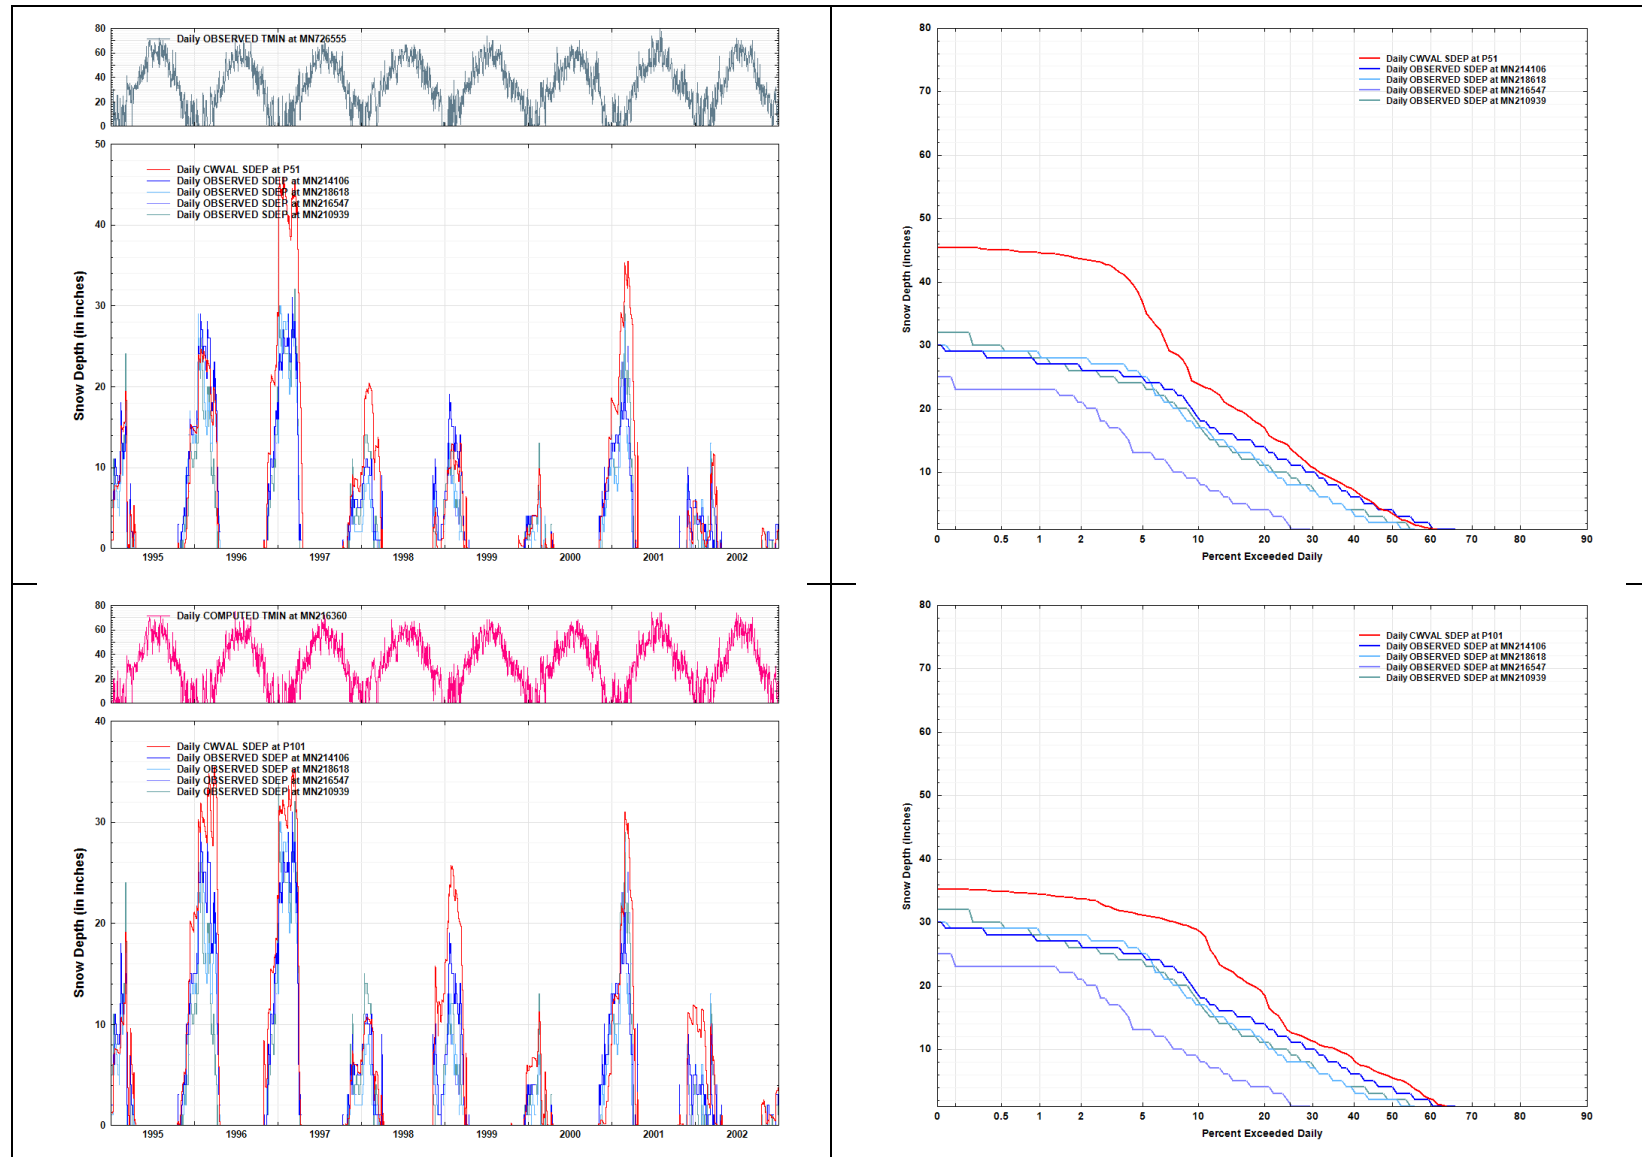 80
60
40
20
0
Daily OBSERVED TMIN at MN726555
50
40
30
20
10
0
Snow Depth (in inches)
Daily CWVAL SDEP at P51
Daily OBSERVED SDEP at MN214106
Daily OBSERVED SDEP at MN218618
Daily OBSERVED SDEP at MN216547
Daily OBSERVED SDEP at MN210939
1995 1996 1997 1998 1999 2000 2001 2002
80
70
60
50
40
30
20
10
Snow Depth (inches)
Daily CWVAL SDEP at P51
Daily OBSERVED SDEP at MN214106
Daily OBSERVED SDEP at MN218618
Daily OBSERVED SDEP at MN216547
Daily OBSERVED SDEP at MN210939
0 0.5 1 2 5 10 20 30 40 50 60 70 80 90
Percent Exceeded Daily
80
60
40
20
0
Daily COMPUTED TMIN at MN216360
40
30
20
10
0
Snow Depth (in inches)
Daily CWVAL SDEP at P101
Daily OBSERVED SDEP at MN214106
Daily OBSERVED SDEP at MN218618
Daily OBSERVED SDEP at MN216547
Daily OBSERVED SDEP at MN210939
1995 1996 1997 1998 1999 2000 2001 2002
80
70
60
50
40
30
20
10
Snow Depth (inches)
Daily CWVAL SDEP at P101
Daily OBSERVED SDEP at MN214106
Daily OBSERVED SDEP at MN218618
Daily OBSERVED SDEP at MN216547
Daily OBSERVED SDEP at MN210939
0 0.5 1 2 5 10 20 30 40 50 60 70 80 90
Percent Exceeded Daily